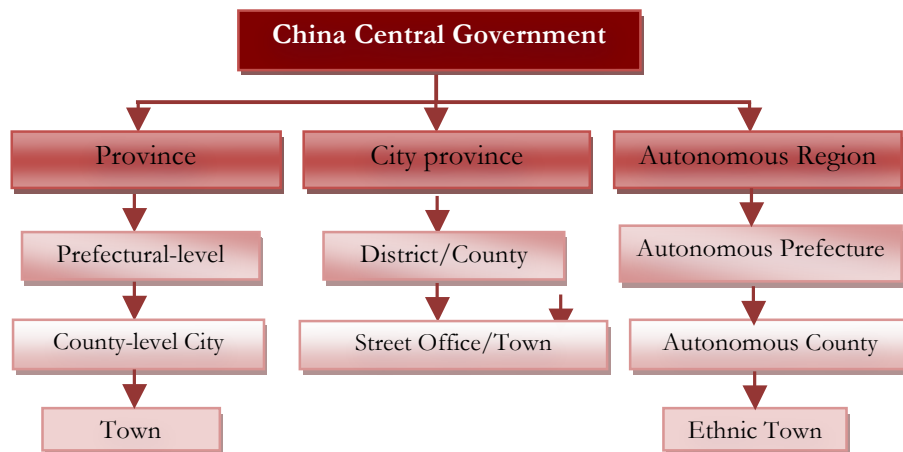 China Central Government
Province
City province
Autonomous Region
Prefectural-level
District/County
Autonomous Prefecture
County-level City
Street Office/Town
Autonomous County
Town
Ethnic Town